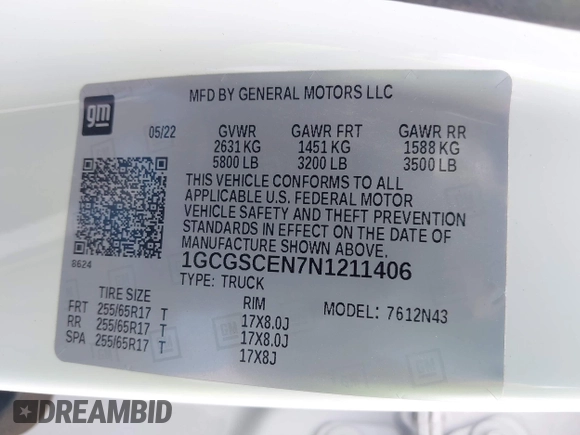 gm
MFD BY GENERAL MOTORS LLC
05/22
GVWR GAWR FRT GAWR RR
2631 KG 1451 KG 1588 KG
5800 LB 3200 LB 3500 LB
THIS VEHICLE CONFORMS TO ALL
APPLICABLE U.S. FEDERAL MOTOR
VEHICLE SAFETY AND THEFT PREVENTION
STANDARDS IN EFFECT ON THE DATE OF
MANUFACTURE SHOWN ABOVE.
8624
1GCGSCEN7N1211406
TYPE: TRUCK
TIRE SIZE RIM MODEL: 7612N43
FRT 255/65R17 T 17X8.0J
RR 255/65R17 T 17X8.0J
SPA 255/65R17 T 17X8J
DREAMBID